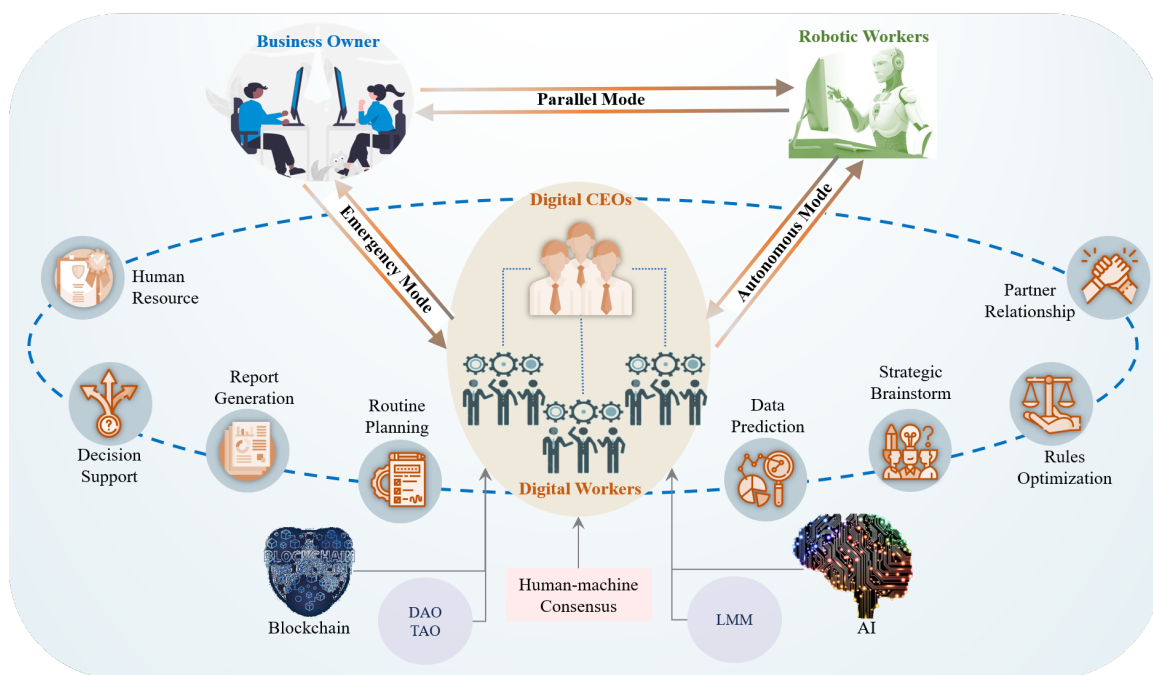 Business Owner
Robotic Workers
Parallel Mode
Emergency Mode
Autonomous Mode
Digital CEOs
Human
Resource
Partner
Relationship
Decision
Support
Report
Generation
Routine
Planning
Data
Prediction
Strategic
Brainstorm
Rules
Optimization
Digital Workers
BLOCKCHAIN
Blockchain
DAO
TAO
Human-machine
Consensus
LMM
AI